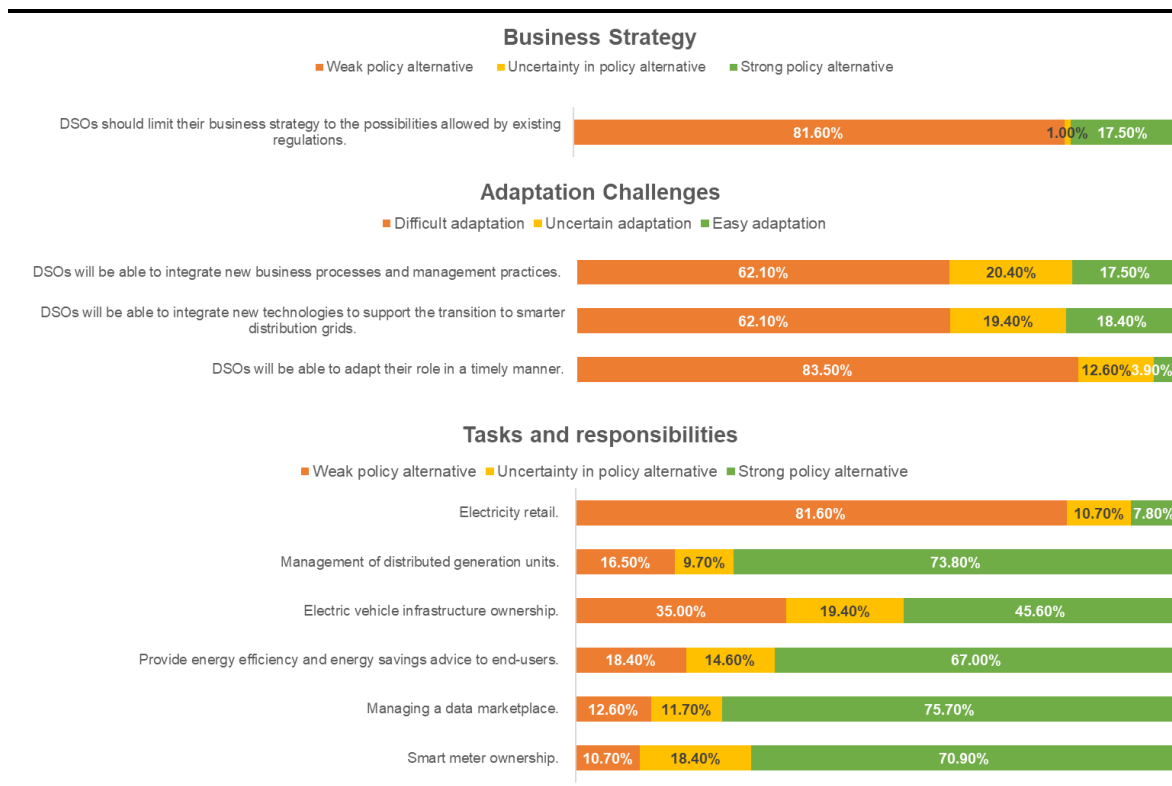 Business Strategy
Weak policy alternative Uncertainty in policy alternative Strong policy alternative
DSOs should limit their business strategy to the possibilities allowed by existing
regulations.
81.60% 1.00% 17.50%
Adaptation Challenges
Difficult adaptation Uncertain adaptation Easy adaptation
DSOs will be able to integrate new business processes and management practices.
62.10% 20.40% 17.50%
DSOs will be able to integrate new technologies to support the transition to smarter
distribution grids.
62.10% 19.40% 18.40%
DSOs will be able to adapt their role in a timely manner.
83.50% 12.60% 3.90%
Tasks and responsibilities
Weak policy alternative Uncertainty in policy alternative Strong policy alternative
Electricity retail.
81.60% 10.70% 7.80%
Management of distributed generation units.
16.50% 9.70% 73.80%
Electric vehicle infrastructure ownership.
35.00% 19.40% 45.60%
Provide energy efficiency and energy savings advice to end-users.
18.40% 14.60% 67.00%
Managing a data marketplace.
12.60% 11.70% 75.70%
Smart meter ownership.
10.70% 18.40% 70.90%